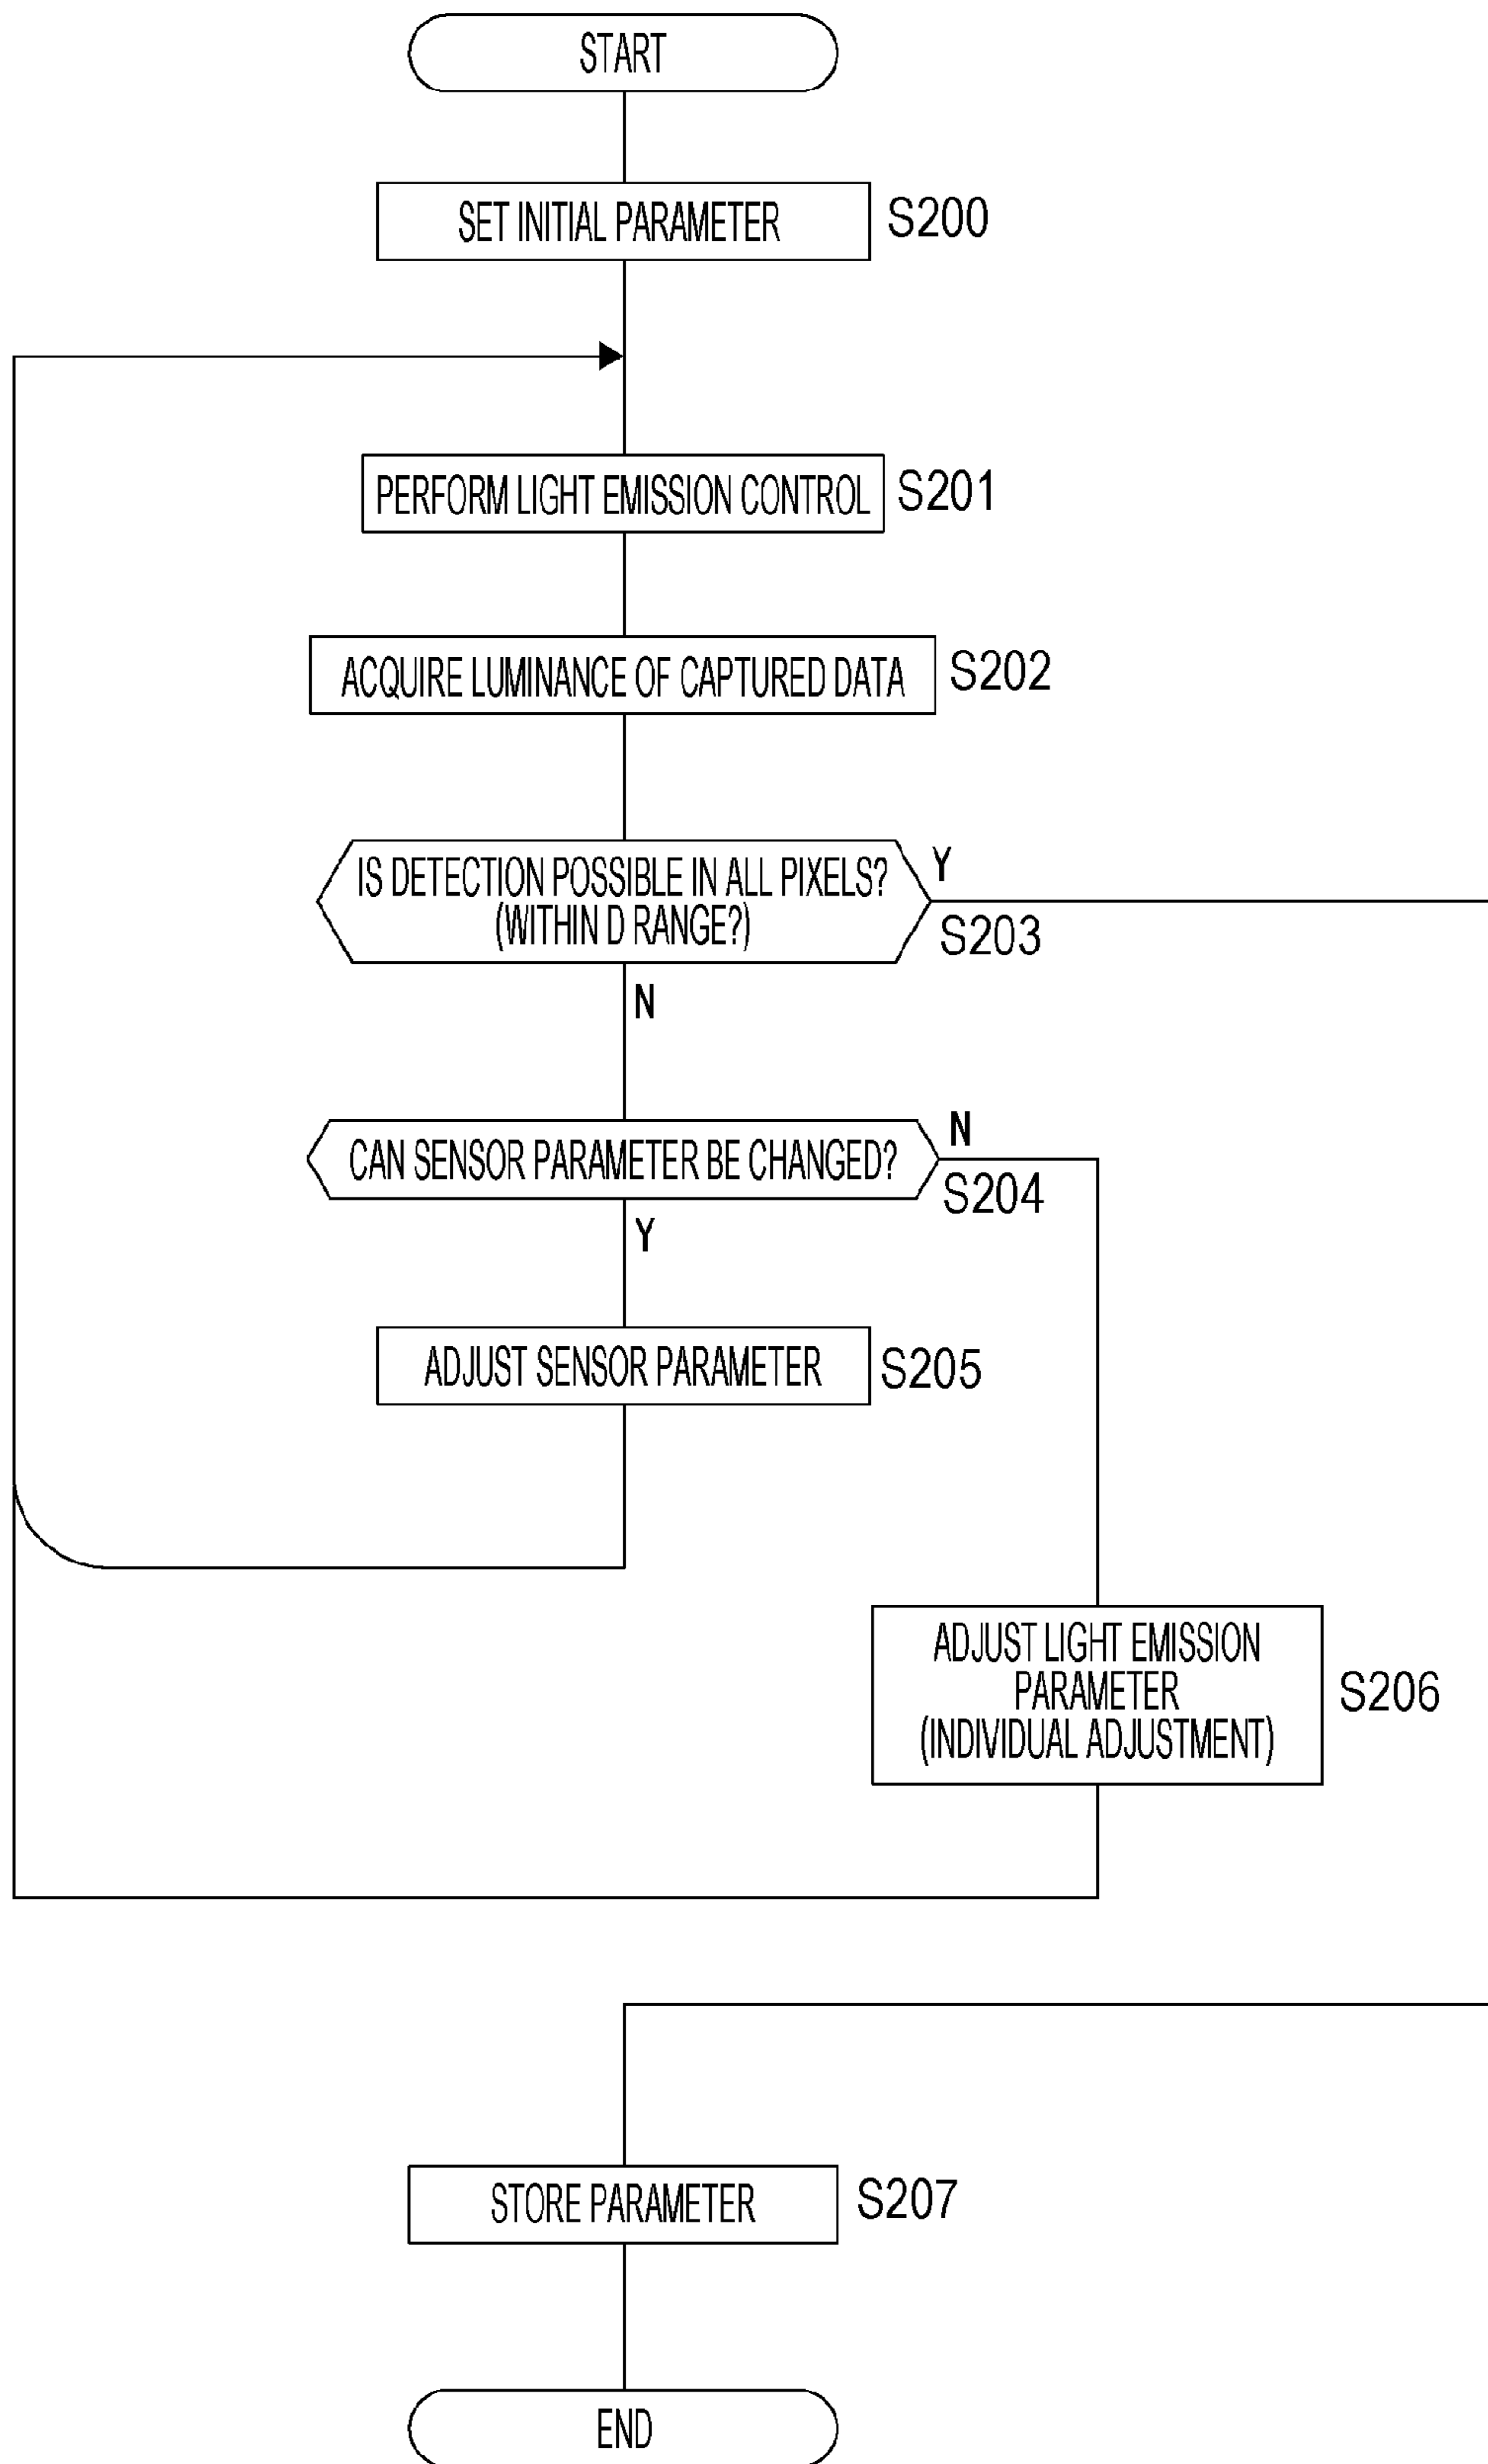 START
SET INITIAL PARAMETER
S200
PERFORM LIGHT EMISSION CONTROL
S201
ACQUIRE LUMINANCE OF CAPTURED DATA
S202
IS DETECTION POSSIBLE IN ALL PIXELS?
(WITHIN D RANGE?)
Y
S203
N
CAN SENSOR PARAMETER BE CHANGED?
N
S204
Y
ADJUST SENSOR PARAMETER
S205
ADJUST LIGHT EMISSION
PARAMETER
(INDIVIDUAL ADJUSTMENT)
S206
STORE PARAMETER
S207
END